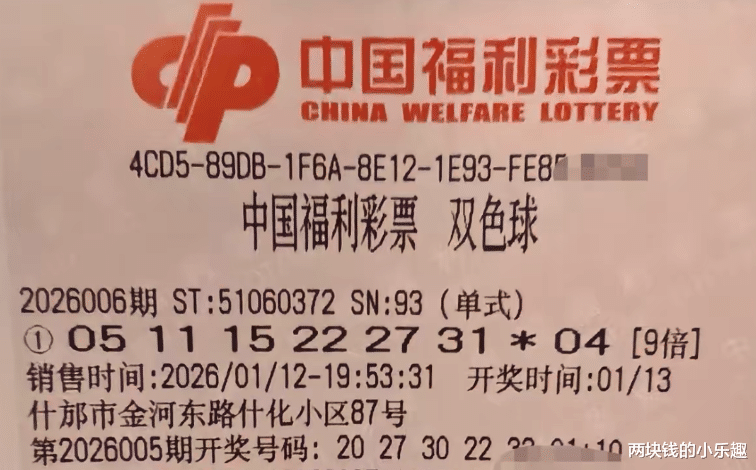 中国福利彩票
CHINA WELFARE LOTTERY
4CD5-89DB-1F6A-8E12-1E93-FE8
中国福利彩票 双色球
2026006期 ST:51060372 SN:93 (单式)
① 05 11 15 22 27 31 * 04 [9倍]
销售时间:2026/01/12-19:53:31 开奖时间:01/13
什邡市金河东路什化小区87号
第2026005期开奖号码: 20 27 30 22
两块钱的小乐趣